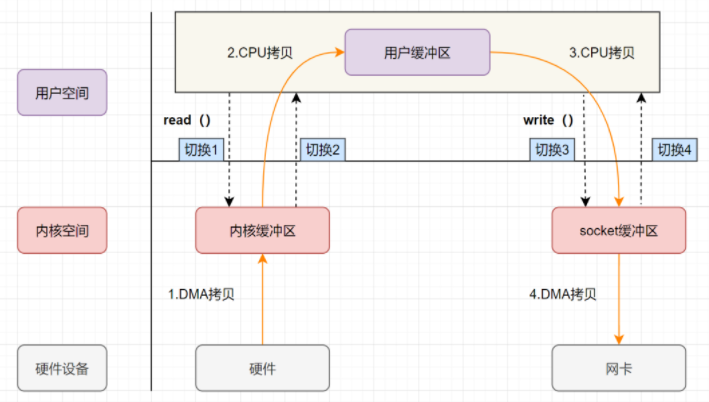 2.CPU拷贝
用户缓冲区
3.CPU拷贝
用户空间
read（）
write（）
切换1
切换2
切换3
切换4
内核空间
内核缓冲区
socket缓冲区
1.DMA拷贝
4.DMA拷贝
硬件设备
硬件
网卡